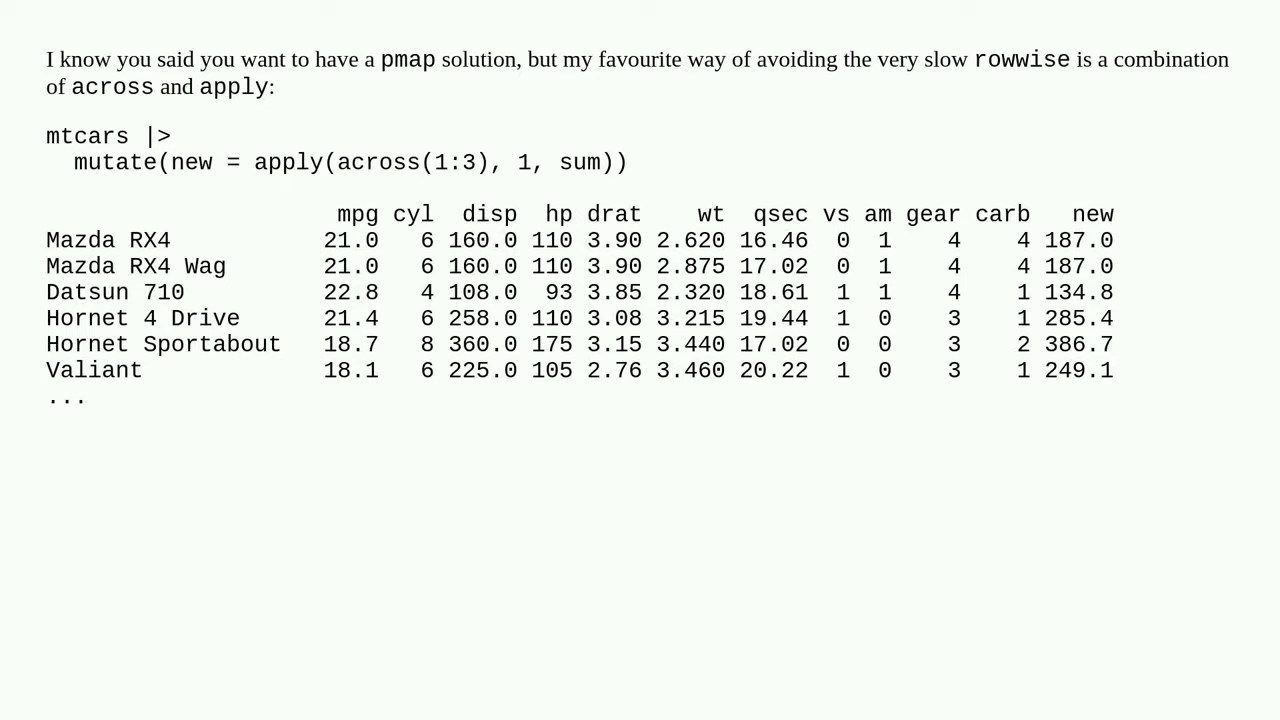 I know you said you want to have a pmap solution, but my favourite way of avoiding the very slow rowwise is a combination
of across and apply:
mtcars |>
  mutate(new = apply(across(1:3), 1, sum))
                     mpg cyl  disp  hp drat    wt  qsec vs am gear carb   new
Mazda RX4           21.0   6 160.0 110 3.90 2.620 16.46  0  1    4    4 187.0
Mazda RX4 Wag       21.0   6 160.0 110 3.90 2.875 17.02  0  1    4    4 187.0
Datsun 710          22.8   4 108.0  93 3.85 2.320 18.61  1  1    4    1 134.8
Hornet 4 Drive      21.4   6 258.0 110 3.08 3.215 19.44  1  0    3    1 285.4
Hornet Sportabout   18.7   8 360.0 175 3.15 3.440 17.02  0  0    3    2 386.7
Valiant             18.1   6 225.0 105 2.76 3.460 20.22  1  0    3    1 249.1
...